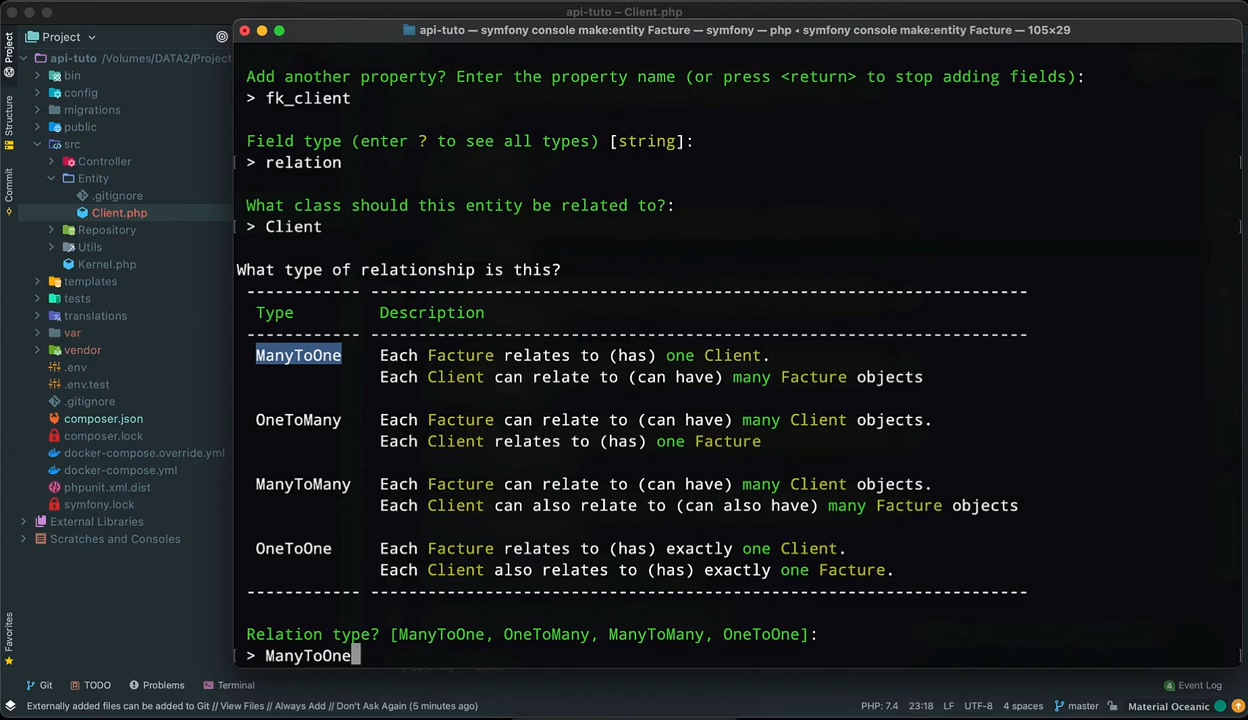 api-tuto – Client.php
Project
api-tuto — symfony console make:entity Facture — symfony — php ◂ symfony console make:entity Facture — 105×29
Project
Structure
Commit
Favorites
api-tuto /Volumes/DATA2/Project
bin
config
migrations
public
src
Controller
Entity
.gitignore
Client.php
Repository
Utils
Kernel.php
templates
tests
translations
var
vendor
.env
.env.test
.gitignore
composer.json
composer.lock
docker-compose.override.yml
docker-compose.yml
phpunit.xml.dist
symfony.lock
External Libraries
Scratches and Consoles
Add another property? Enter the property name (or press <return> to stop adding fields):
> fk_client
Field type (enter ? to see all types) [string]:
> relation
What class should this entity be related to?:
> Client
What type of relationship is this?
------------ ---------------------------------------------------------------------
Type Description
------------ ---------------------------------------------------------------------
ManyToOne Each Facture relates to (has) one Client.
Each Client can relate to (can have) many Facture objects
OneToMany Each Facture can relate to (can have) many Client objects.
Each Client relates to (has) one Facture
ManyToMany Each Facture can relate to (can have) many Client objects.
Each Client can also relate to (can also have) many Facture objects
OneToOne Each Facture relates to (has) exactly one Client.
Each Client also relates to (has) exactly one Facture.
------------ ---------------------------------------------------------------------
Relation type? [ManyToOne, OneToMany, ManyToMany, OneToOne]:
> ManyToOne
Git TODO Problems Terminal 4 Event Log
Externally added files can be added to Git // View Files // Always Add // Don't Ask Again (5 minutes ago) PHP: 7.4 23:18 LF UTF-8 4 spaces master Material Oceanic